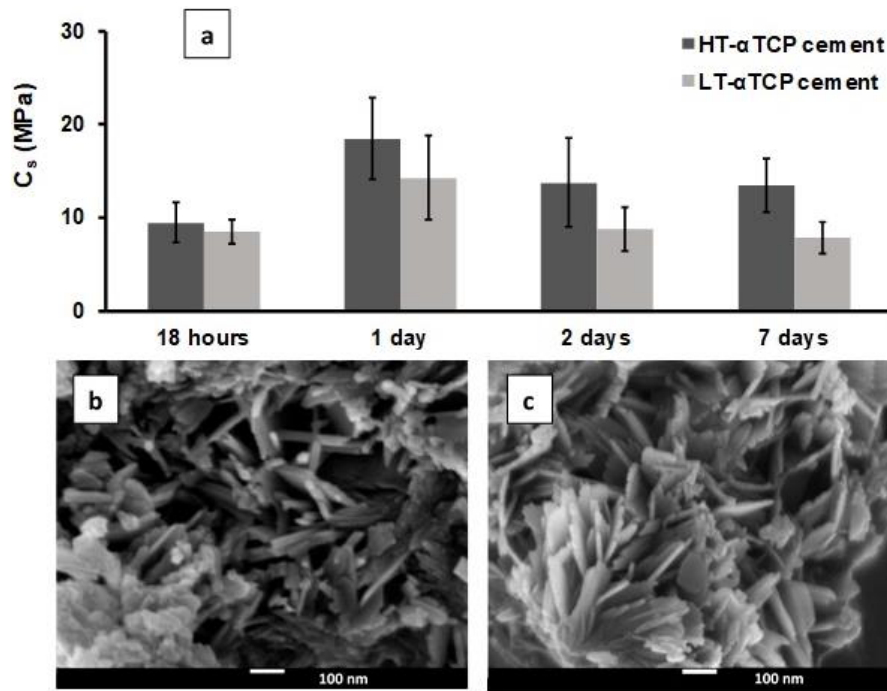 30
a
HT-αTCP cement
LT-αTCP cement
20
Cₛ (MPa)
10
0
18 hours
1 day
2 days
7 days
b
c
100 nm
100 nm